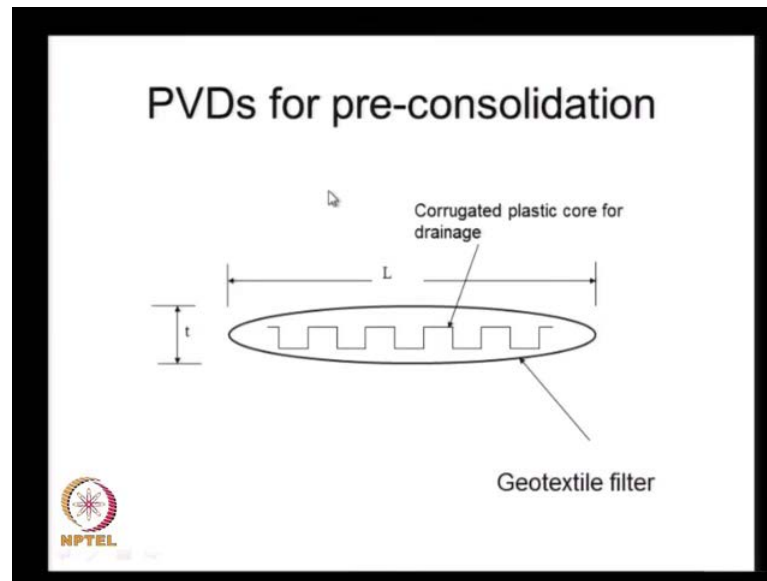 PVDs for pre-consolidation
Corrugated plastic core for
drainage
L
t
Geotextile filter
NPTEL